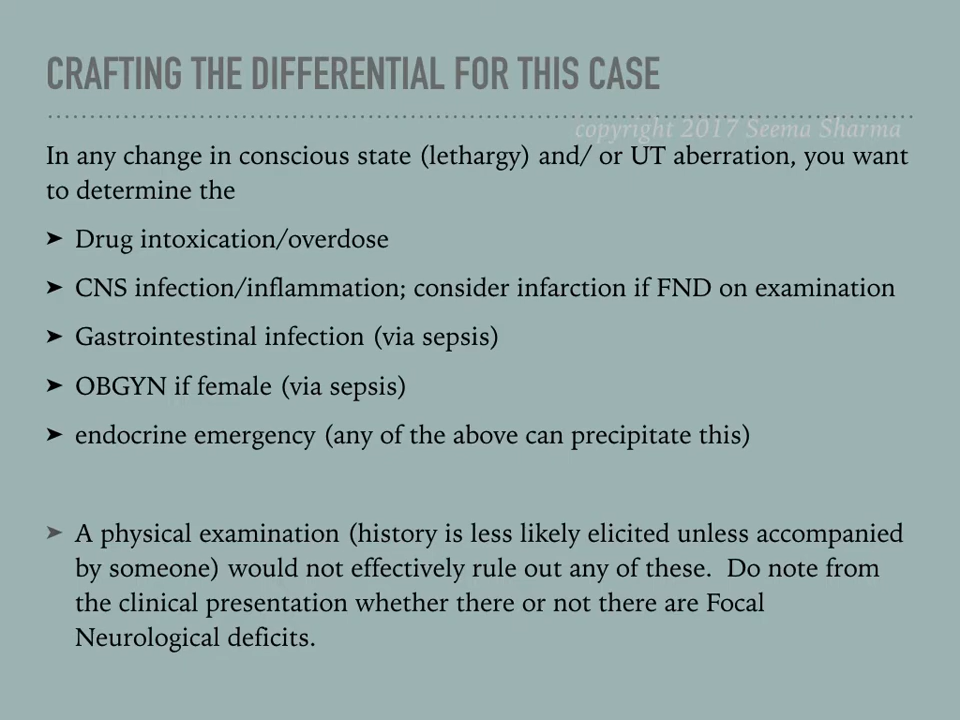 CRAFTING THE DIFFERENTIAL FOR THIS CASE
copyright 2017 Seema Sharma
In any change in conscious state (lethargy) and/ or UT aberration, you want
to determine the
➤ Drug intoxication/overdose
➤ CNS infection/inflammation; consider infarction if FND on examination
➤ Gastrointestinal infection (via sepsis)
➤ OBGYN if female (via sepsis)
➤ endocrine emergency (any of the above can precipitate this)
➤ A physical examination (history is less likely elicited unless accompanied
by someone) would not effectively rule out any of these.  Do note from
the clinical presentation whether there or not there are Focal
Neurological deficits.